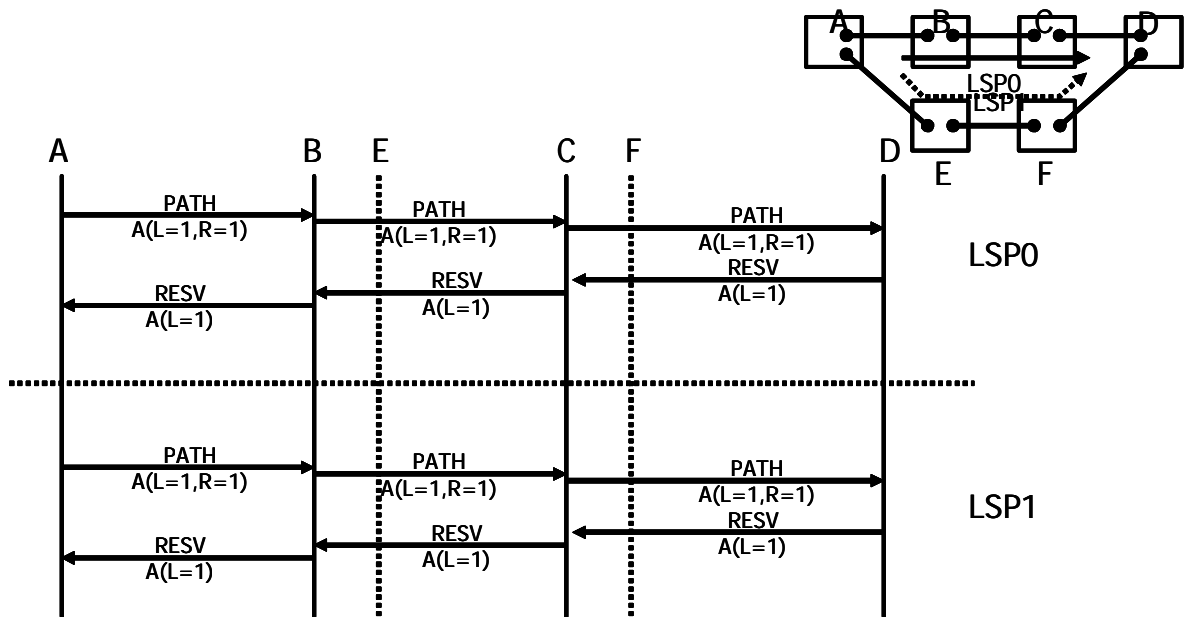 A B C D
LSP0
LSP1
E F
A B E C F D
PATH PATH PATH
A(L=1,R=1) A(L=1,R=1) A(L=1,R=1)
RESV RESV RESV
A(L=1) A(L=1) A(L=1)
LSP0
PATH PATH PATH
A(L=1,R=1) A(L=1,R=1) A(L=1,R=1)
RESV RESV RESV
A(L=1) A(L=1) A(L=1)
LSP1